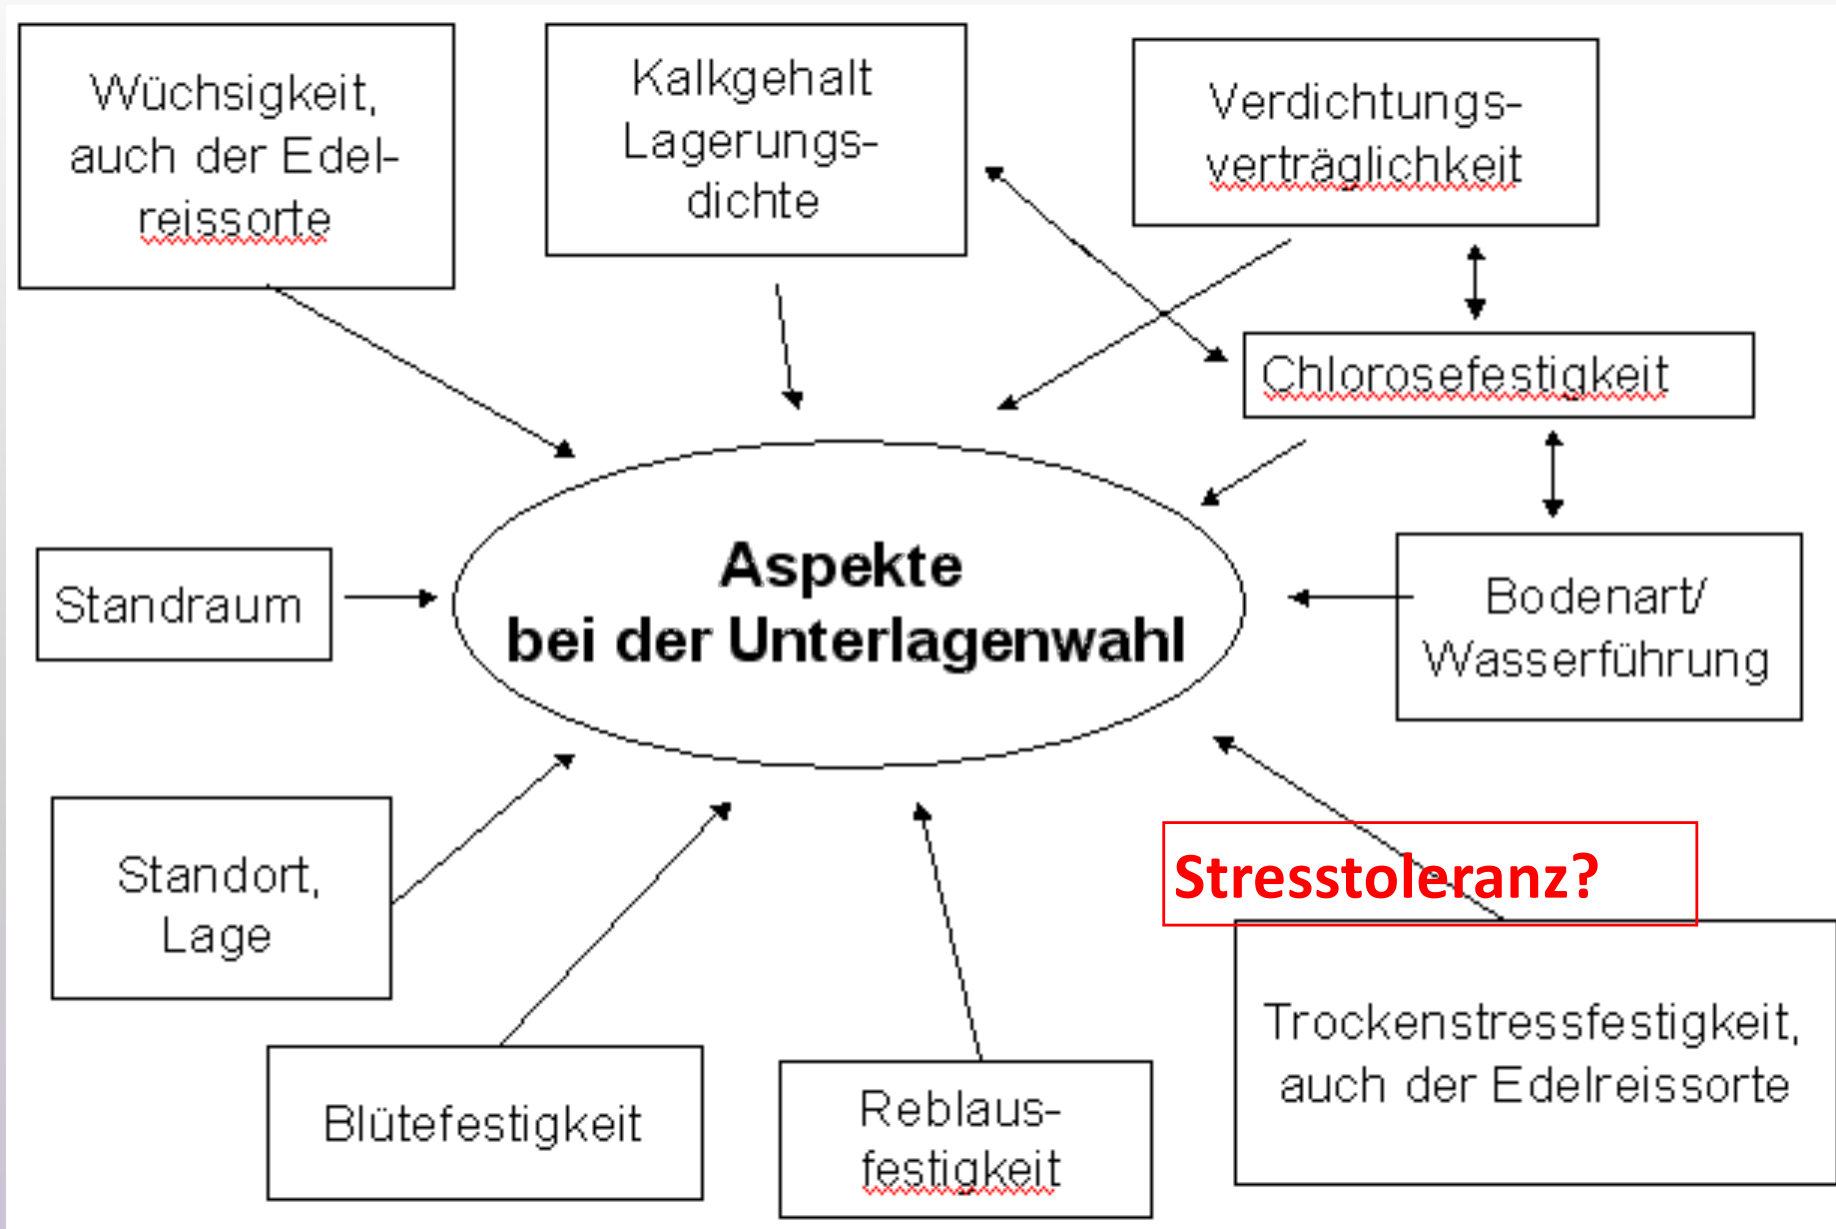 Wüchsigkeit,
auch der Edel-
reissorte
Kalkgehalt
Lagerungs-
dichte
Verdichtungs-
verträglichkeit
Chlorosefestigkeit
Aspekte
bei der Unterlagenwahl
Standraum
Bodenart/
Wasserführung
Standort,
Lage
Stresstoleranz?
Trockenstressfestigkeit,
auch der Edelreissorte
Blütefestigkeit
Reblaus-
festigkeit